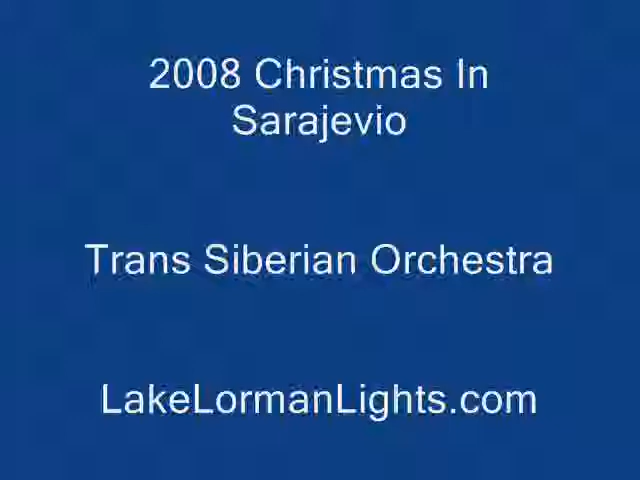 2008 Christmas In
Sarajevio
Trans Siberian Orchestra
LakeLormanLights.com